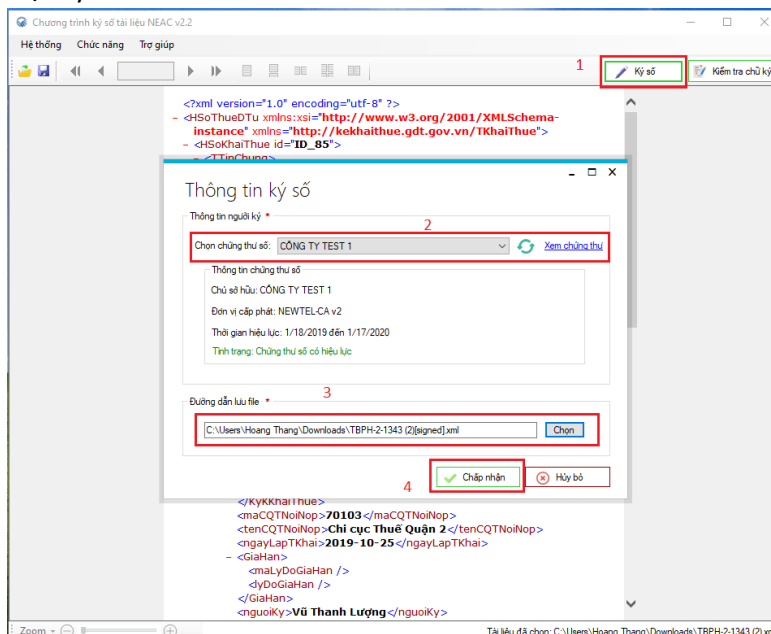 Chương trình ký số tài liệu NEAC v2.2
Hệ thống Chức năng Trợ giúp
1
Ký số
Kiểm tra chữ ký
<?xml version="1.0" encoding="utf-8" ?>
- <HSoThueDTu xmlns:xsi="http://www.w3.org/2001/XMLSchema-
instance" xmlns="http://kekhaithue.gdt.gov.vn/TKhaiThue">
- <HSoKhaiThue id="ID_85">
- <TTinChung>
Thông tin ký số
Thông tin người ký *
2
Chọn chứng thư số: CÔNG TY TEST 1 Xem chứng thư
Thông tin chứng thư số
Chủ sở hữu: CÔNG TY TEST 1
Đơn vị cấp phát: NEWTEL-CA v2
Thời gian hiệu lực: 1/18/2019 đến 1/17/2020
Tình trạng: Chứng thư số có hiệu lực
3
Đường dẫn lưu file *
C:\Users\Hoang Thang\Downloads\TBPH-2-1343 (2)[signed].xml Chọn
4
Chấp nhận
Hủy bỏ
</KyKKhaiThue>
<maCQTNoiNop>70103</maCQTNoiNop>
<tenCQTNoiNop>Chi cục Thuế Quận 2</tenCQTNoiNop>
<ngayLapTKhai>2019-10-25</ngayLapTKhai>
- <GiaHan>
<maLyDoGiaHan />
<lyDoGiaHan />
</GiaHan>
<nguoiKy>Vũ Thanh Lượng</nguoiKy>
Zoom
Tài liệu đã chọn: C:\Users\Hoang Thang\Downloads\TBPH-2-1343 (2).xm